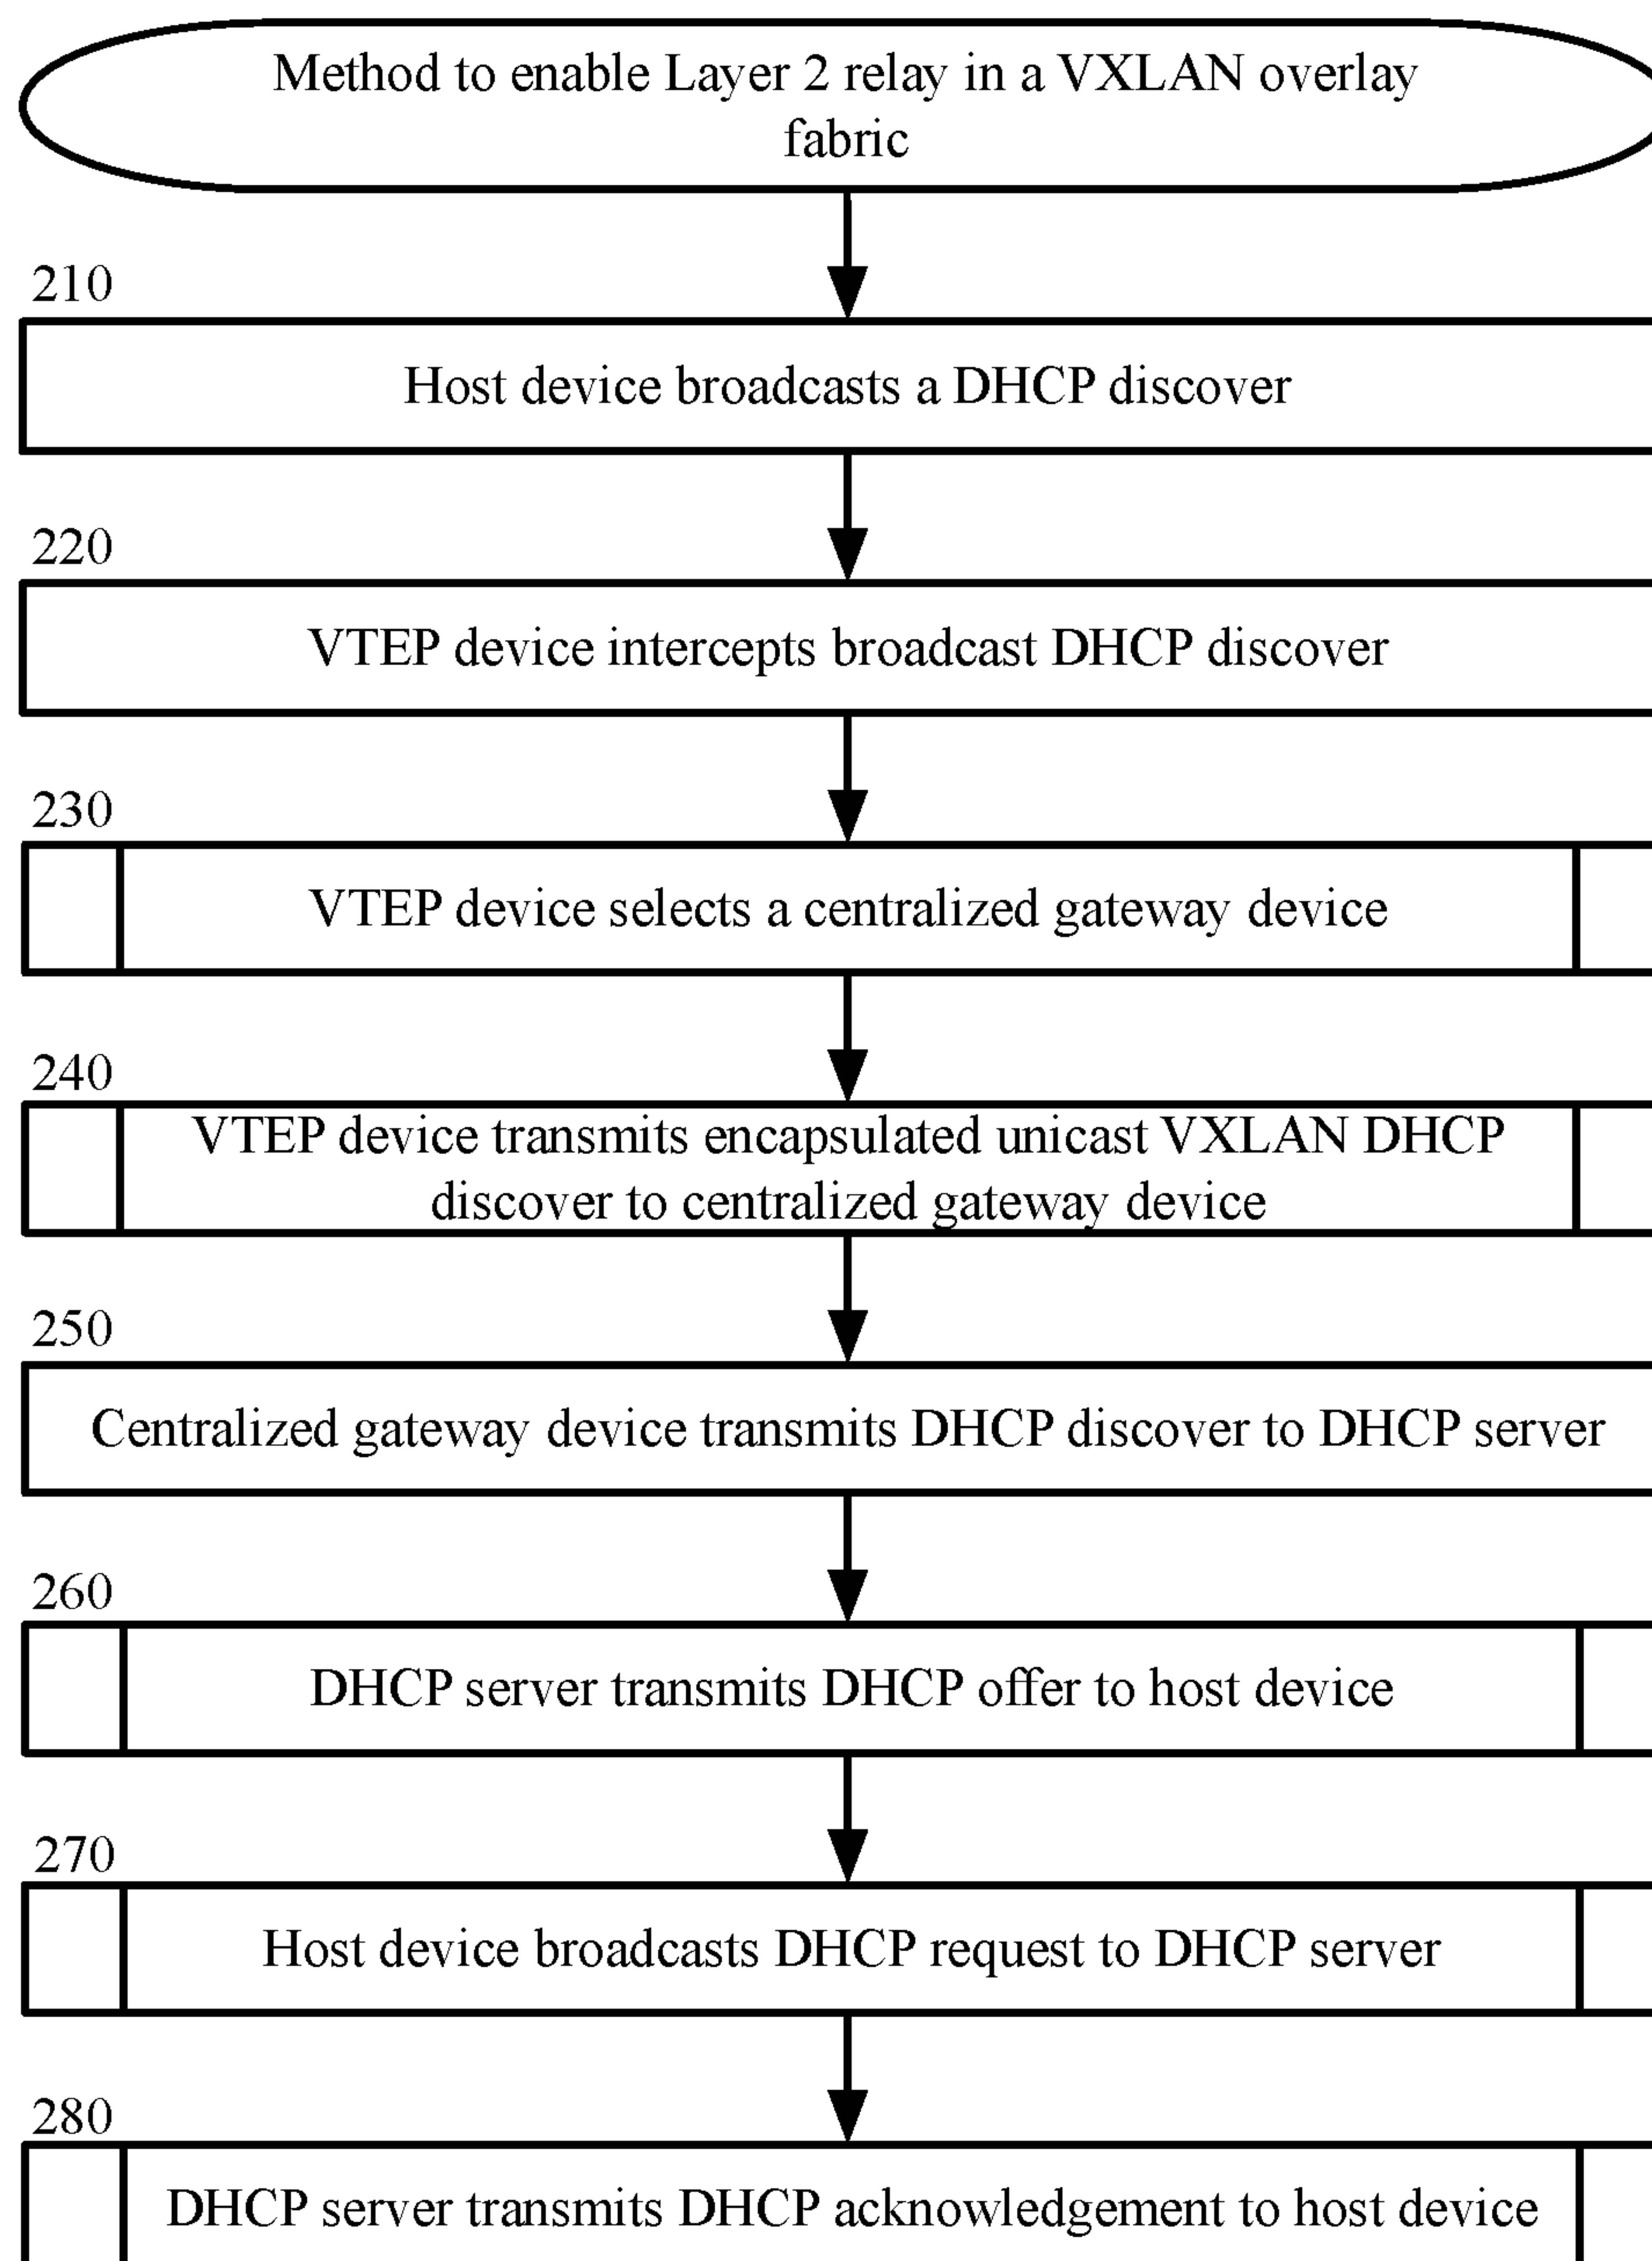 Method to enable Layer 2 relay in a VXLAN overlay
fabric
210
Host device broadcasts a DHCP discover
220
VTEP device intercepts broadcast DHCP discover
230
VTEP device selects a centralized gateway device
240
VTEP device transmits encapsulated unicast VXLAN DHCP
discover to centralized gateway device
250
Centralized gateway device transmits DHCP discover to DHCP server
260
DHCP server transmits DHCP offer to host device
270
Host device broadcasts DHCP request to DHCP server
280
DHCP server transmits DHCP acknowledgement to host device